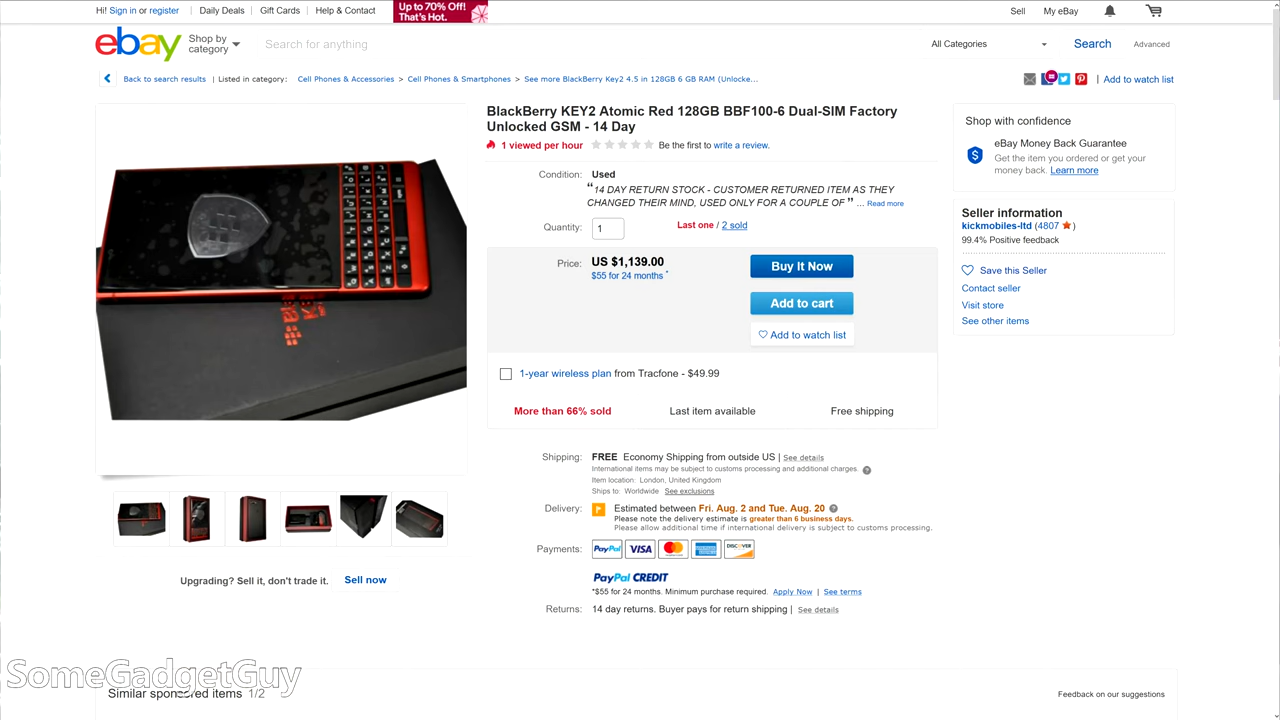 Hi! Sign in or register
Daily Deals
Gift Cards
Help & Contact
Up to 70% Off!
That's Hot.
Sell
My eBay
ebay
Shop by
category
Search for anything
All Categories
Search
Advanced
Back to search results | Listed in category: Cell Phones & Accessories > Cell Phones & Smartphones > See more BlackBerry Key2 4.5 in 128GB 6 GB RAM (Unlocke...
| Add to watch list
BlackBerry KEY2 Atomic Red 128GB BBF100-6 Dual-SIM Factory
Unlocked GSM - 14 Day
1 viewed per hour
Be the first to write a review.
Condition: Used
“14 DAY RETURN STOCK - CUSTOMER RETURNED ITEM AS THEY
CHANGED THEIR MIND, USED ONLY FOR A COUPLE OF ” ... Read more
Quantity: 1
Last one / 2 sold
Price: US $1,139.00
$55 for 24 months *
Buy It Now
Add to cart
Add to watch list
1-year wireless plan from Tracfone - $49.99
More than 66% sold
Last item available
Free shipping
Shipping: FREE Economy Shipping from outside US | See details
International items may be subject to customs processing and additional charges. ?
Item location: London, United Kingdom
Ships to: Worldwide See exclusions
Delivery: Estimated between Fri. Aug. 2 and Tue. Aug. 20 ?
Please note the delivery estimate is greater than 6 business days.
Please allow additional time if international delivery is subject to customs processing.
Payments: PayPal VISA MasterCard DISCOVER
PayPal CREDIT
*$55 for 24 months. Minimum purchase required. Apply Now | See terms
Returns: 14 day returns. Buyer pays for return shipping | See details
Shop with confidence
eBay Money Back Guarantee
Get the item you ordered or get your
money back. Learn more
Seller information
kickmobiles-ltd (4807 )
99.4% Positive feedback
Save this Seller
Contact seller
Visit store
See other items
Upgrading? Sell it, don't trade it. Sell now
SomeGadgetGuy
Similar sponsored items 1/2
Feedback on our suggestions